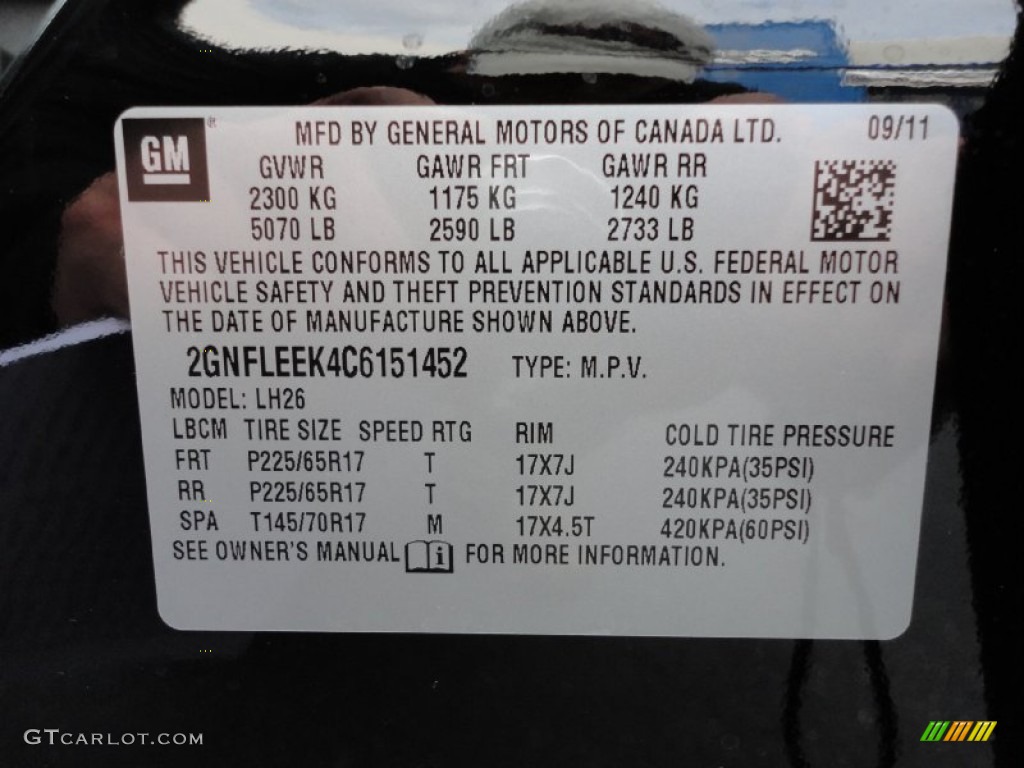 GM® MFD BY GENERAL MOTORS OF CANADA LTD. 09/11
GVWR GAWR FRT GAWR RR
2300 KG 1175 KG 1240 KG
5070 LB 2590 LB 2733 LB
THIS VEHICLE CONFORMS TO ALL APPLICABLE U.S. FEDERAL MOTOR
VEHICLE SAFETY AND THEFT PREVENTION STANDARDS IN EFFECT ON
THE DATE OF MANUFACTURE SHOWN ABOVE.
2GNFLEEK4C6151452 TYPE: M.P.V.
MODEL: LH26
LBCM TIRE SIZE SPEED RTG RIM COLD TIRE PRESSURE
FRT P225/65R17 T 17X7J 240KPA(35PSI)
RR P225/65R17 T 17X7J 240KPA(35PSI)
SPA T145/70R17 M 17X4.5T 420KPA(60PSI)
SEE OWNER'S MANUAL i FOR MORE INFORMATION.
GTCARLOT.COM